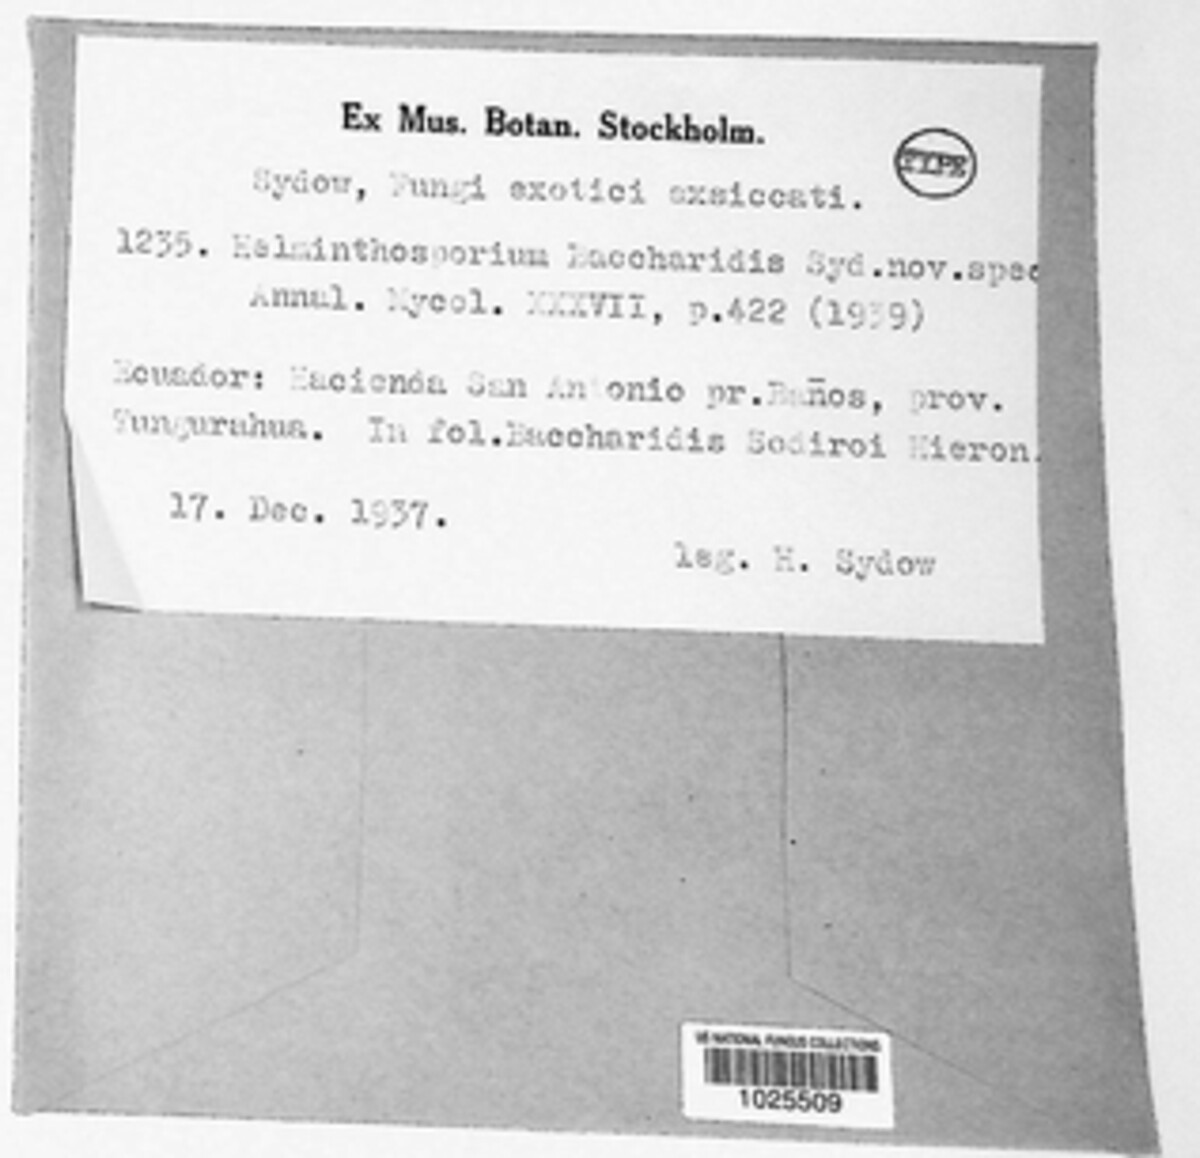 Ex Mus. Botan. Stockholm.
TYPE
Sydow, Fungi exotici exsiccati.
1235. Helminthosporium Baccharidis Syd.nov.spec
Annal. Mycol. XXXVII, p.422 (1939)
Ecuador: Hacienda San Antonio pr.Baños, prov.
Tungurahua. In fol.Baccharidis Sodiroi Hieron.
17. Dec. 1937.
leg. H. Sydow
US NATIONAL FUNGUS COLLECTIONS
1025509